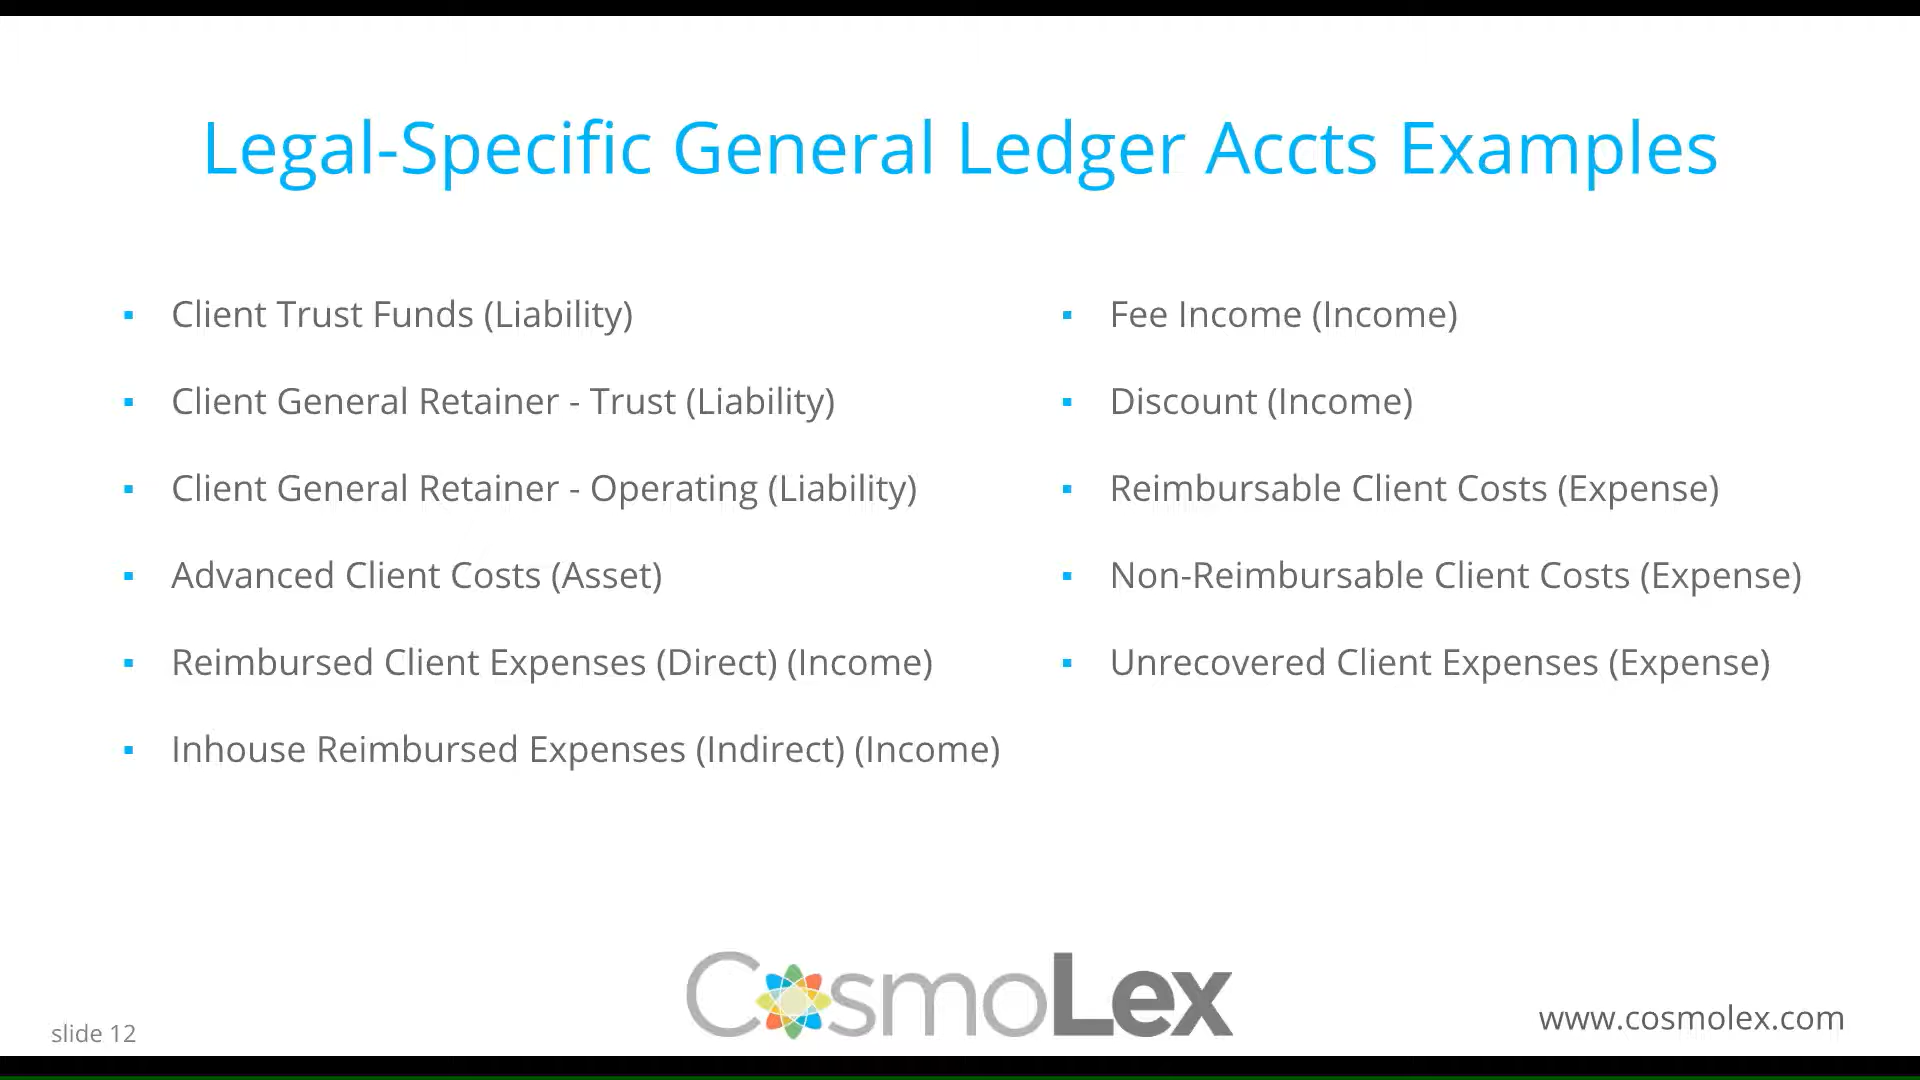 Legal-Specific General Ledger Accts Examples
Client Trust Funds (Liability)
Client General Retainer - Trust (Liability)
Client General Retainer - Operating (Liability)
Advanced Client Costs (Asset)
Reimbursed Client Expenses (Direct) (Income)
Inhouse Reimbursed Expenses (Indirect) (Income)
Fee Income (Income)
Discount (Income)
Reimbursable Client Costs (Expense)
Non-Reimbursable Client Costs (Expense)
Unrecovered Client Expenses (Expense)
slide 12
CosmoLex
www.cosmolex.com